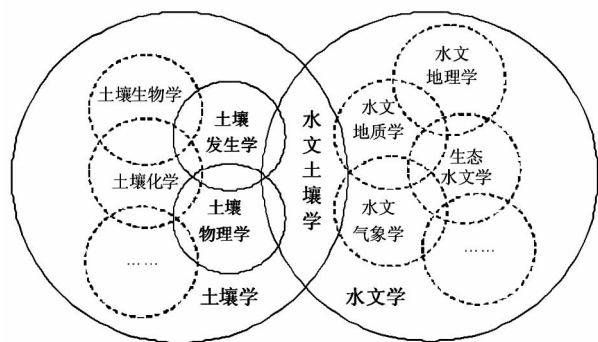 土壤生物学
土壤
发生学
土壤化学
土壤
物理学
……
土壤学
水文土壤学
水文
地理学
水文
地质学
生态
水文学
水文
气象学
……
水文学